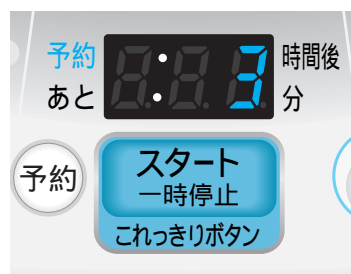 予約 3 時間後
あと 分
予約
スタート
一時停止
これっきりボタン